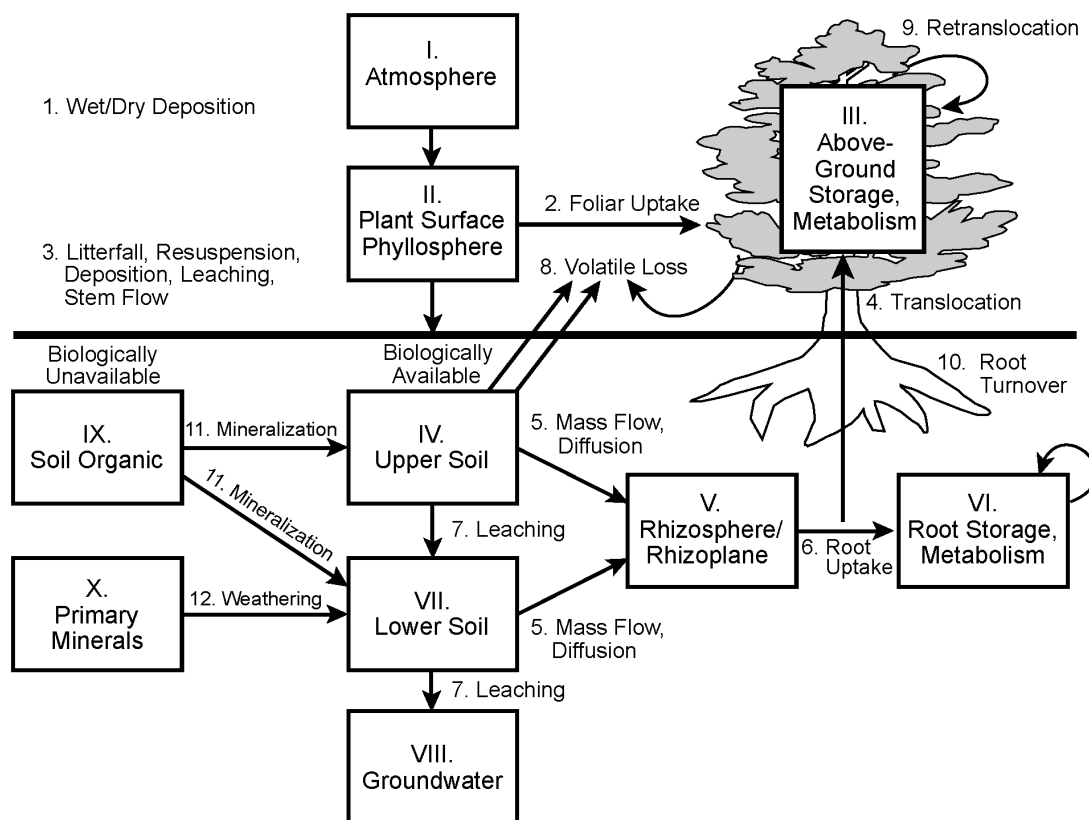 I.
Atmosphere
9. Retranslocation
1. Wet/Dry Deposition
III.
Above-
Ground
Storage,
Metabolism
II.
Plant Surface
Phyllosphere
2. Foliar Uptake
3. Litterfall, Resuspension,
Deposition, Leaching,
Stem Flow
8. Volatile Loss
4. Translocation
Biologically
Unavailable
Biologically
Available
10. Root
Turnover
IX.
Soil Organic
11. Mineralization
IV.
Upper Soil
5. Mass Flow,
Diffusion
11. Mineralization
7. Leaching
V.
Rhizosphere/
Rhizoplane
6. Root
Uptake
VI.
Root Storage,
Metabolism
X.
Primary
Minerals
12. Weathering
VII.
Lower Soil
5. Mass Flow,
Diffusion
7. Leaching
VIII.
Groundwater